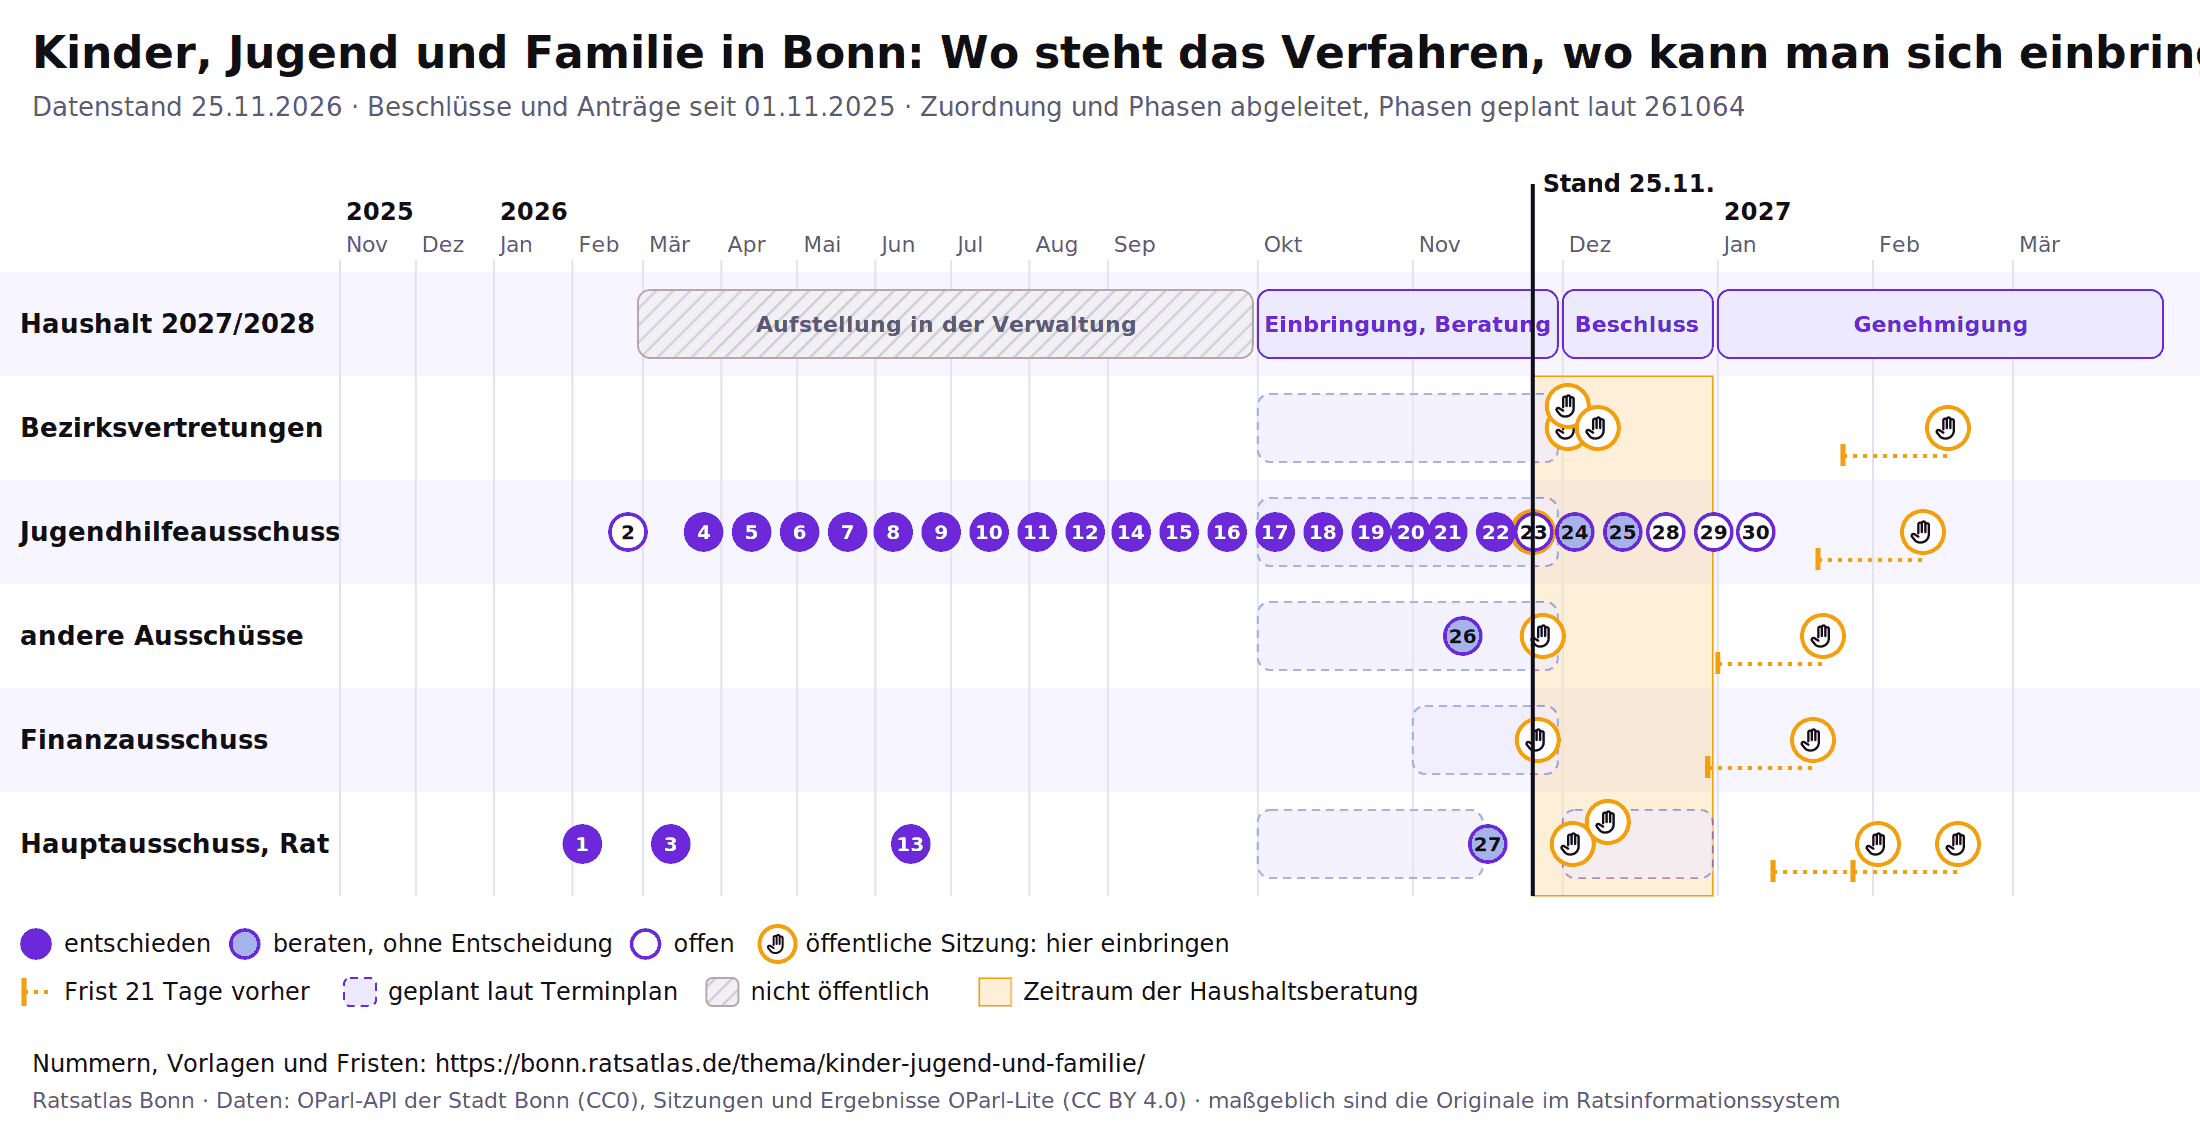 Kinder, Jugend und Familie in Bonn: Wo steht das Verfahren, wo kann man sich einbring
Datenstand 25.11.2026 · Beschlüsse und Anträge seit 01.11.2025 · Zuordnung und Phasen abgeleitet, Phasen geplant laut 261064
Stand 25.11.
2025 2026 2027
Nov Dez Jan Feb Mär Apr Mai Jun Jul Aug Sep Okt Nov Dez Jan Feb Mär
Haushalt 2027/2028 Aufstellung in der Verwaltung Einbringung, Beratung Beschluss Genehmigung
Bezirksvertretungen
Jugendhilfeausschuss 2 4 5 6 7 8 9 10 11 12 14 15 16 17 18 19 20 21 22 23 24 25 28 29 30
andere Ausschüsse 26
Finanzausschuss
Hauptausschuss, Rat 1 3 13 27
entschieden beraten, ohne Entscheidung offen öffentliche Sitzung: hier einbringen
Frist 21 Tage vorher geplant laut Terminplan nicht öffentlich Zeitraum der Haushaltsberatung
Nummern, Vorlagen und Fristen: https://bonn.ratsatlas.de/thema/kinder-jugend-und-familie/
Ratsatlas Bonn · Daten: OParl-API der Stadt Bonn (CC0), Sitzungen und Ergebnisse OParl-Lite (CC BY 4.0) · maßgeblich sind die Originale im Ratsinformationssystem